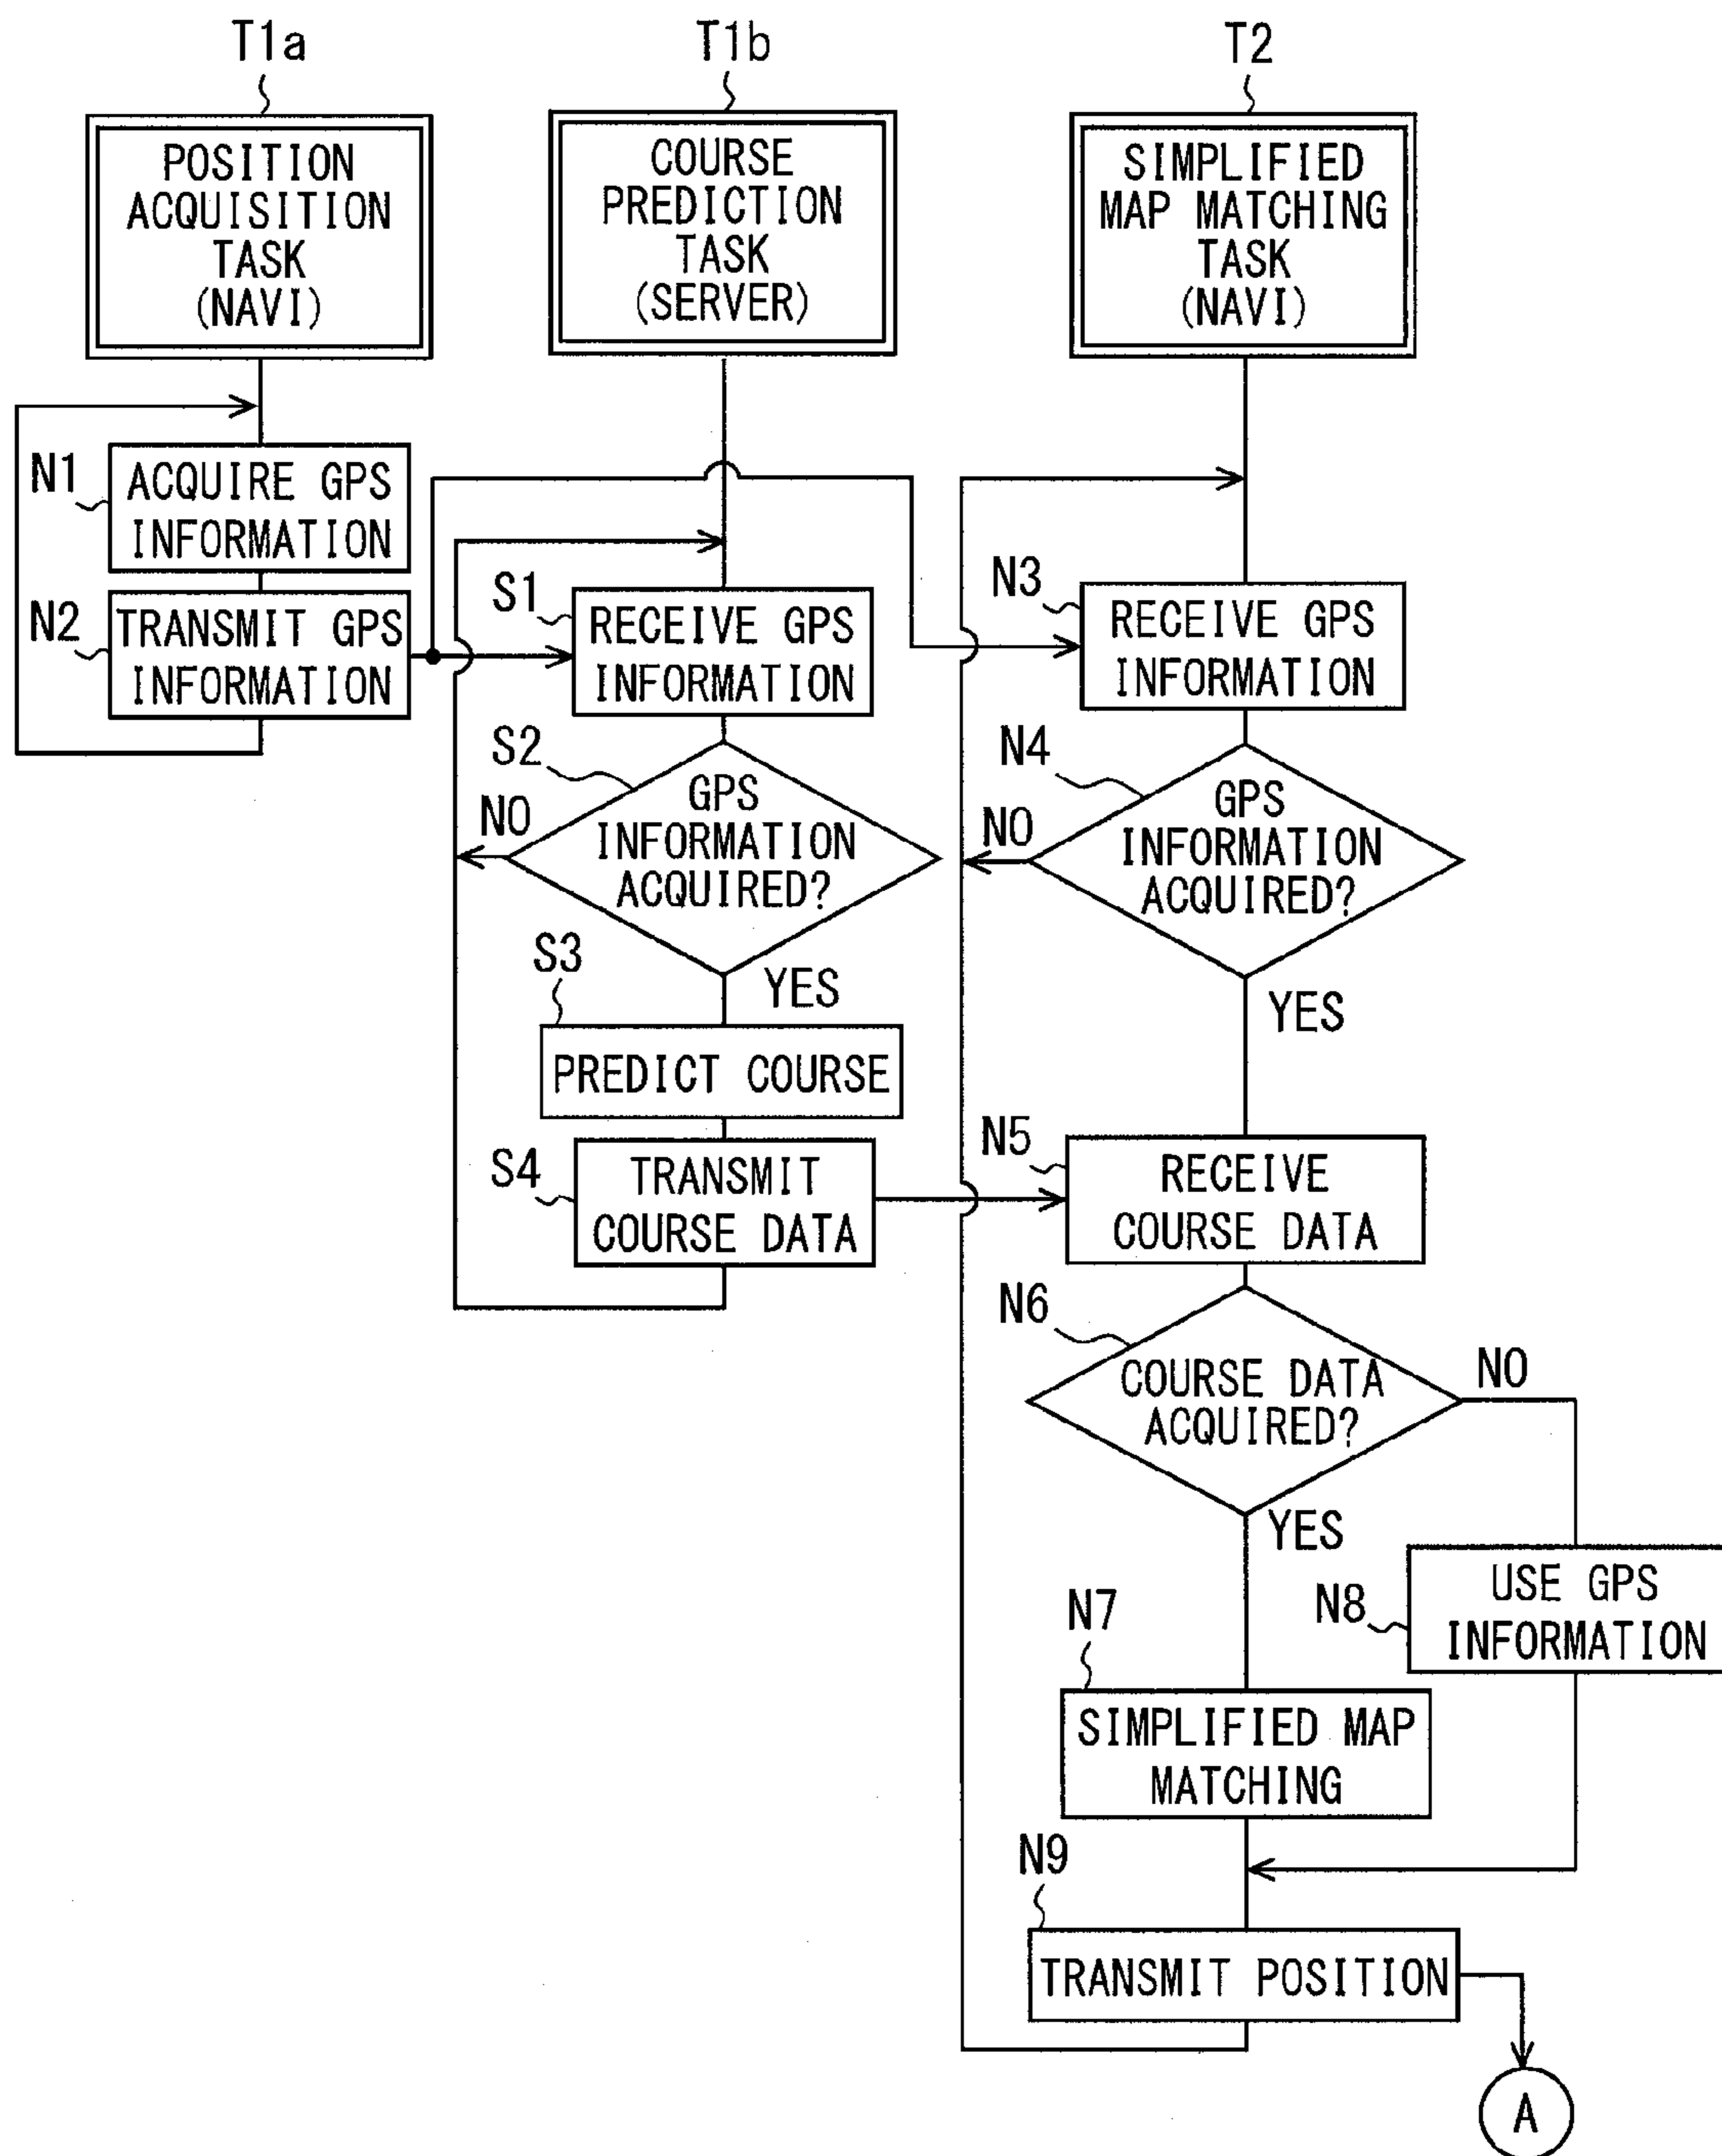 T1a
T1b
T2
POSITION
ACQUISITION
TASK
(NAVI)
COURSE
PREDICTION
TASK
(SERVER)
SIMPLIFIED
MAP MATCHING
TASK
(NAVI)
N1
ACQUIRE GPS
INFORMATION
N2
TRANSMIT GPS
INFORMATION
S1
RECEIVE GPS
INFORMATION
S2
GPS
INFORMATION
ACQUIRED?
NO
YES
S3
PREDICT COURSE
S4
TRANSMIT
COURSE DATA
N3
RECEIVE GPS
INFORMATION
N4
GPS
INFORMATION
ACQUIRED?
NO
YES
N5
RECEIVE
COURSE DATA
N6
COURSE DATA
ACQUIRED?
NO
YES
N7
SIMPLIFIED MAP
MATCHING
N8
USE GPS
INFORMATION
N9
TRANSMIT POSITION
A